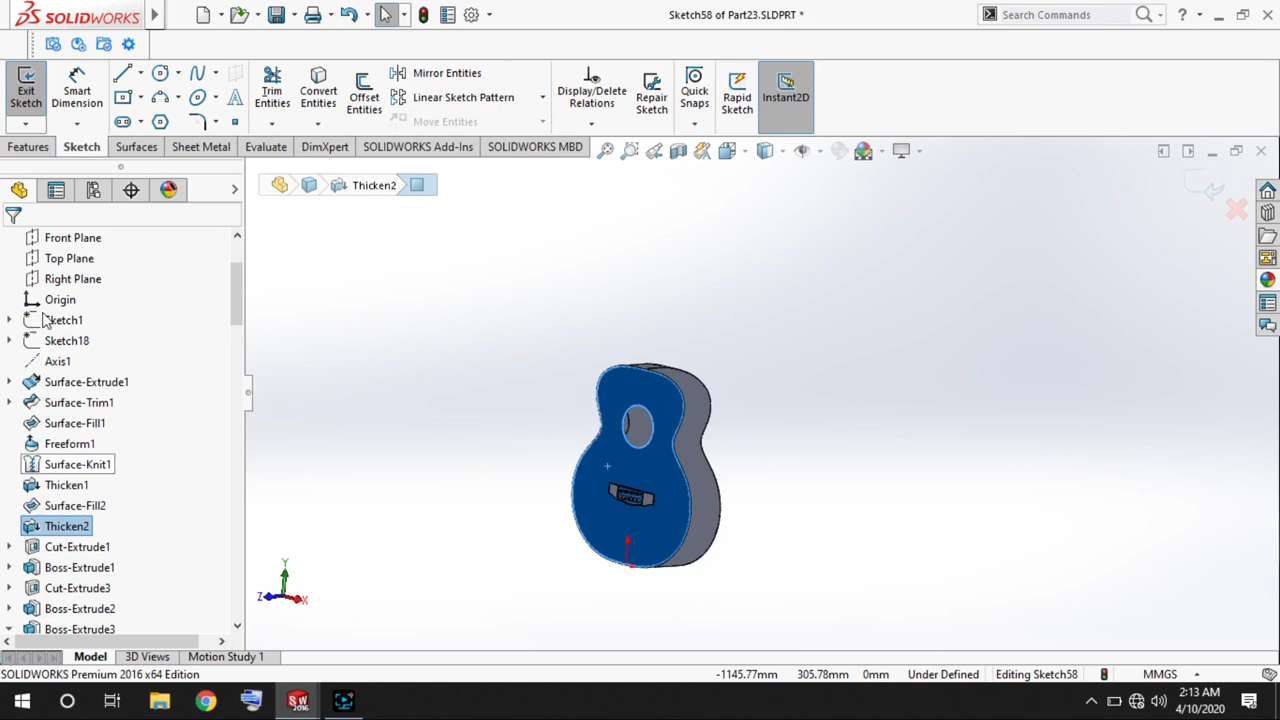 SOLIDWORKS
Sketch58 of Part23.SLDPRT *
Search Commands
?
Exit Sketch
Smart Dimension
Trim Entities
Convert Entities
Offset Entities
Mirror Entities
Linear Sketch Pattern
Move Entities
Display/Delete Relations
Repair Sketch
Quick Snaps
Rapid Sketch
Instant2D
Features
Sketch
Surfaces
Sheet Metal
Evaluate
DimXpert
SOLIDWORKS Add-Ins
SOLIDWORKS MBD
Thicken2
Front Plane
Top Plane
Right Plane
Origin
Sketch1
Sketch18
Axis1
Surface-Extrude1
Surface-Trim1
Surface-Fill1
Freeform1
Surface-Knit1
Thicken1
Surface-Fill2
Thicken2
Cut-Extrude1
Boss-Extrude1
Cut-Extrude3
Boss-Extrude2
Boss-Extrude3
Y
Z
X
Model
3D Views
Motion Study 1
SOLIDWORKS Premium 2016 x64 Edition
-1145.77mm
305.78mm
0mm
Under Defined
Editing Sketch58
MMGS
SW 2016
2:13 AM
4/10/2020